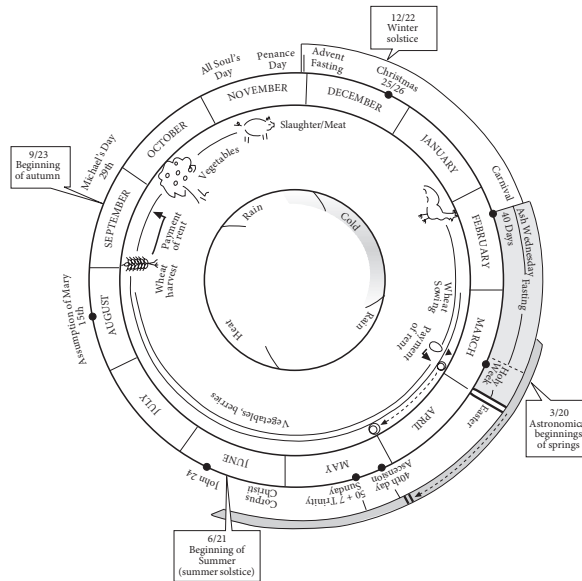 12/22
Winter
solstice
All Soul's
Day
Penance
Day
Advent
Fasting
Christmas
25/26
NOVEMBER
DECEMBER
JANUARY
Carnival
FEBRUARY
Ash Wednesday
40 Days
Fasting
MARCH
Holy
Week
Easter
3/20
Astronomica
beginnings
of springs
APRIL
40th day
Ascension
MAY
50 + 7 Trinity
Sunday
Corpus
Christi
JUNE
John 24
6/21
Beginning of
Summer
(summer solstice)
JULY
AUGUST
Assumption of Mary
15th
SEPTEMBER
9/23
Beginning
of autumn
Michael's Day
29th
OCTOBER
Slaughter/Meat
Vegetables
Payment
of rent
Wheat
harvest
Wheat
Sowing
Payment
of rent
Vegetables, berries
Rain
Cold
Rain
Heat